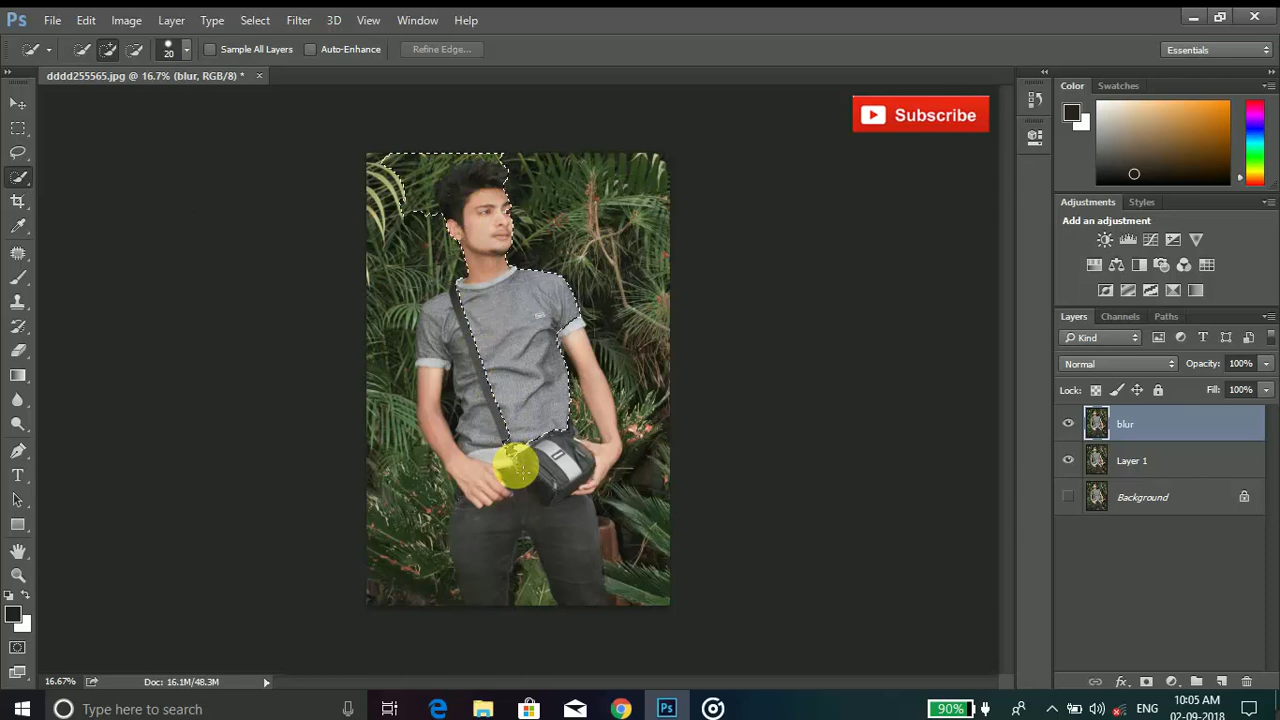 Ps File Edit Image Layer Type Select Filter 3D View Window Help
20 Sample All Layers Auto-Enhance Refine Edge... Essentials
dddd255565.jpg @ 16.7% (blur, RGB/8) *
Subscribe
Color Swatches
Adjustments Styles
Add an adjustment
Layers Channels Paths
Kind
Normal Opacity: 100%
Lock: Fill: 100%
blur
Layer 1
Background
16.67% Doc: 16.1M/48.3M
Type here to search 90% 10:05 AM
02-09-2018